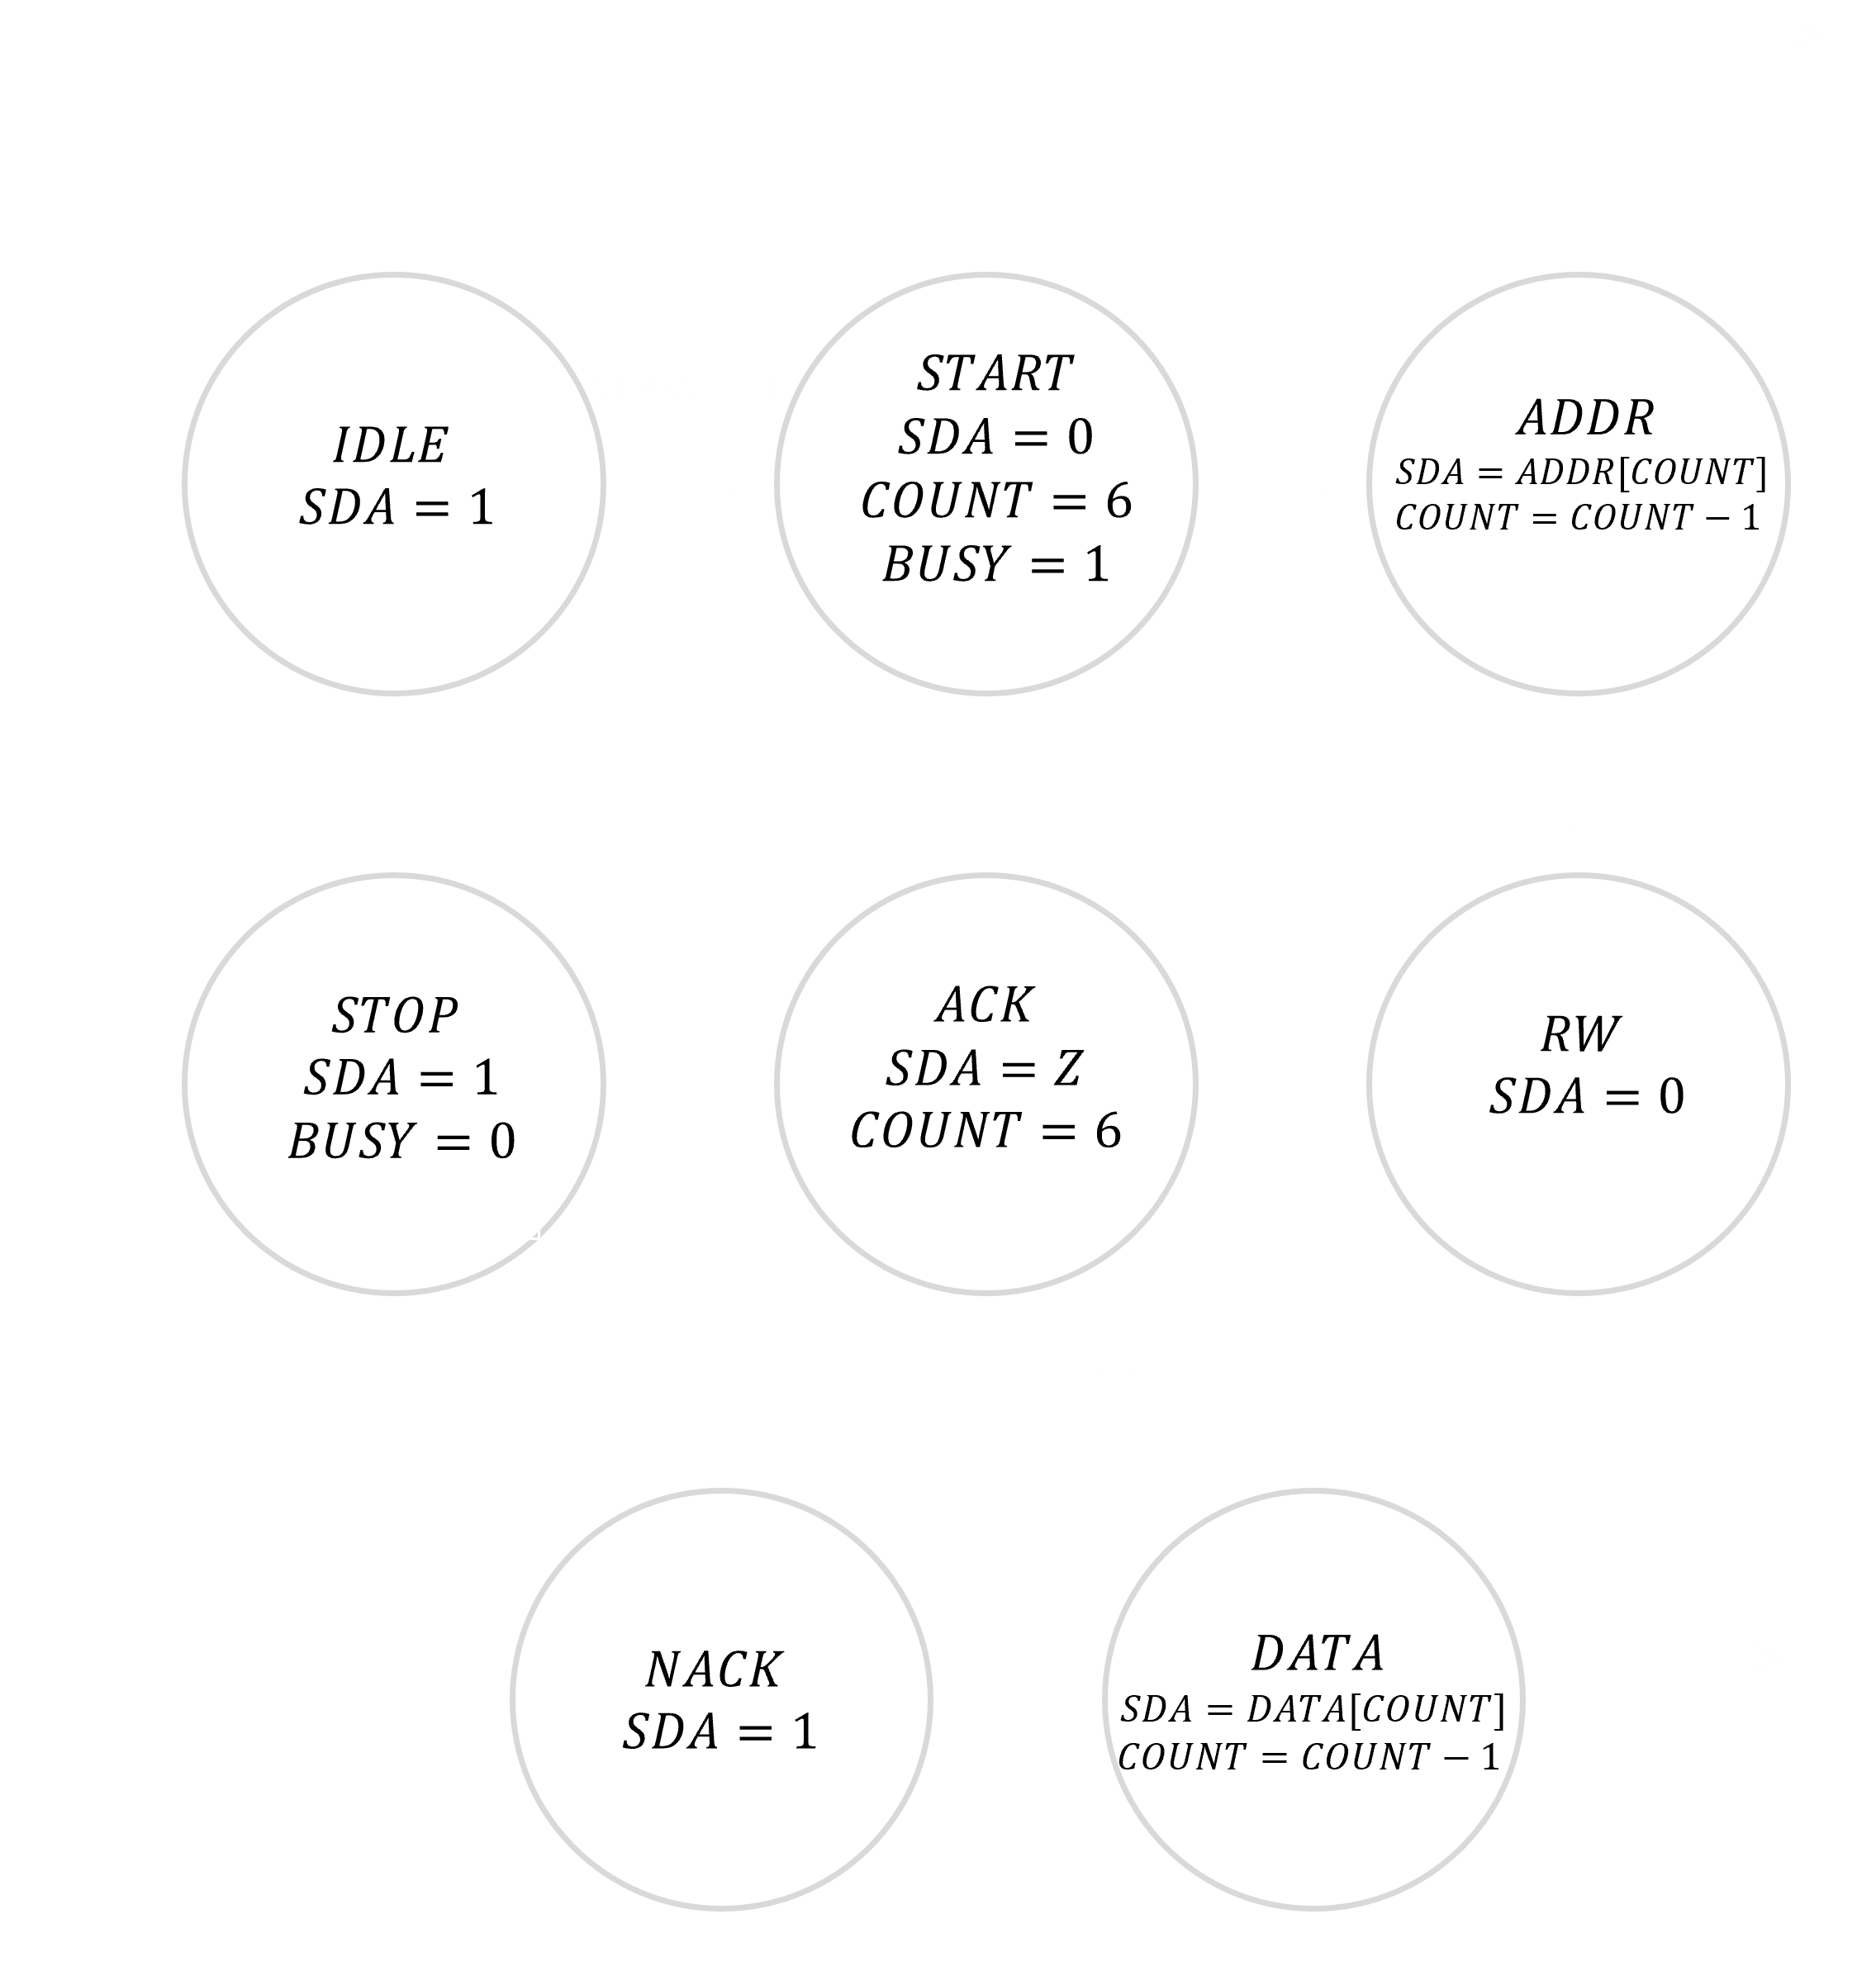 IDLE
SDA = 1
START
SDA = 0
COUNT = 6
BUSY = 1
ADDR
SDA = ADDR[COUNT]
COUNT = COUNT − 1
STOP
SDA = 1
BUSY = 0
ACK
SDA = Z
COUNT = 6
RW
SDA = 0
NACK
SDA = 1
DATA
SDA = DATA[COUNT]
COUNT = COUNT − 1